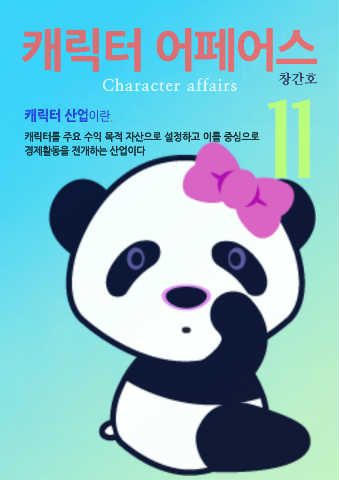 캐릭터 어페어스
Character affairs
창간호
11
캐릭터 산업이란.
캐릭터를 주요 수익 목적 자산으로 설정하고 이를 중심으로
경제활동을 전개하는 산업이다